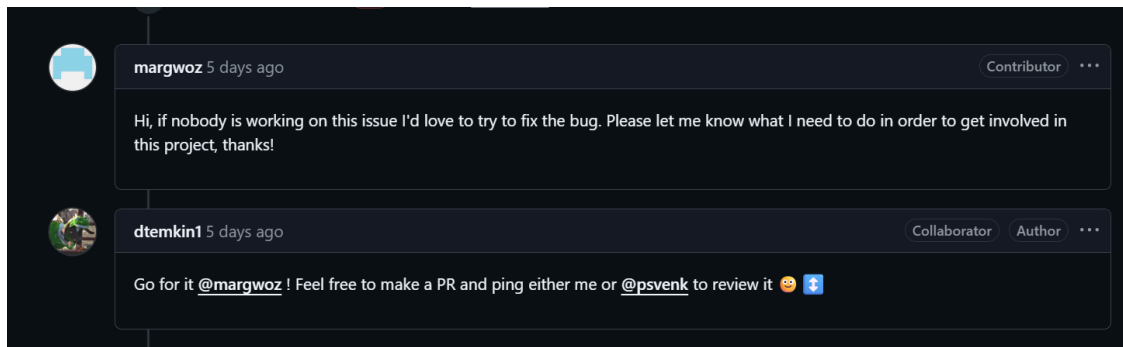 margwoz 5 days ago
Contributor
Hi, if nobody is working on this issue I'd love to try to fix the bug. Please let me know what I need to do in order to get involved in
this project, thanks!
dtemkin1 5 days ago
Collaborator
Author
Go for it @margwoz ! Feel free to make a PR and ping either me or @psvenk to review it 🙂 ↕️